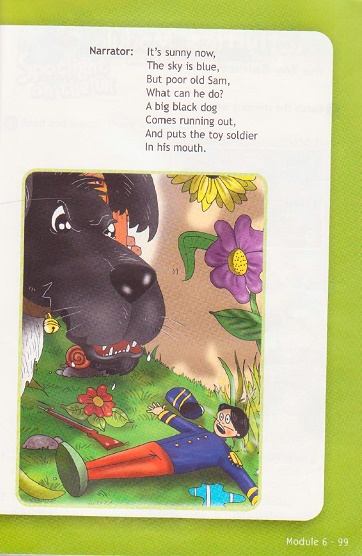 Narrator: It's sunny now,
The sky is blue,
But poor old Sam,
What can he do?
A big black dog
Comes running out,
And puts the toy soldier
In his mouth.
Module 6 - 99